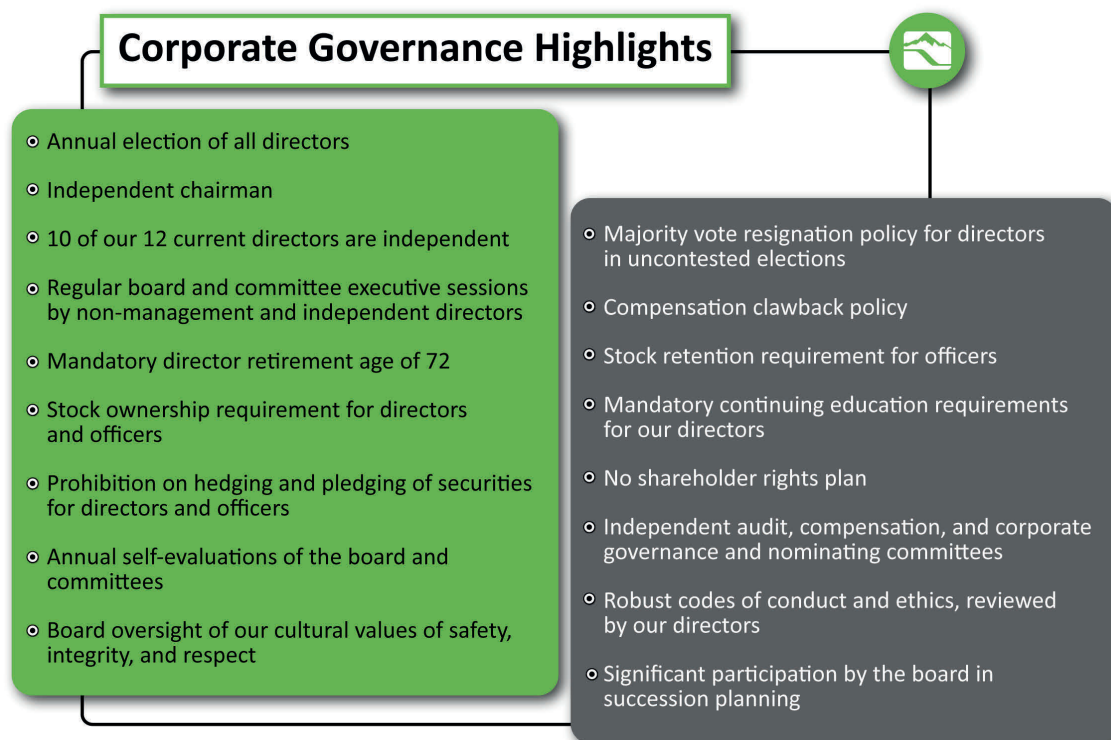 Corporate Governance Highlights
Annual election of all directors
Independent chairman
10 of our 12 current directors are independent
Regular board and committee executive sessions
by non-management and independent directors
Mandatory director retirement age of 72
Stock ownership requirement for directors
and officers
Prohibition on hedging and pledging of securities
for directors and officers
Annual self-evaluations of the board and
committees
Board oversight of our cultural values of safety,
integrity, and respect
Majority vote resignation policy for directors
in uncontested elections
Compensation clawback policy
Stock retention requirement for officers
Mandatory continuing education requirements
for our directors
No shareholder rights plan
Independent audit, compensation, and corporate
governance and nominating committees
Robust codes of conduct and ethics, reviewed
by our directors
Significant participation by the board in
succession planning